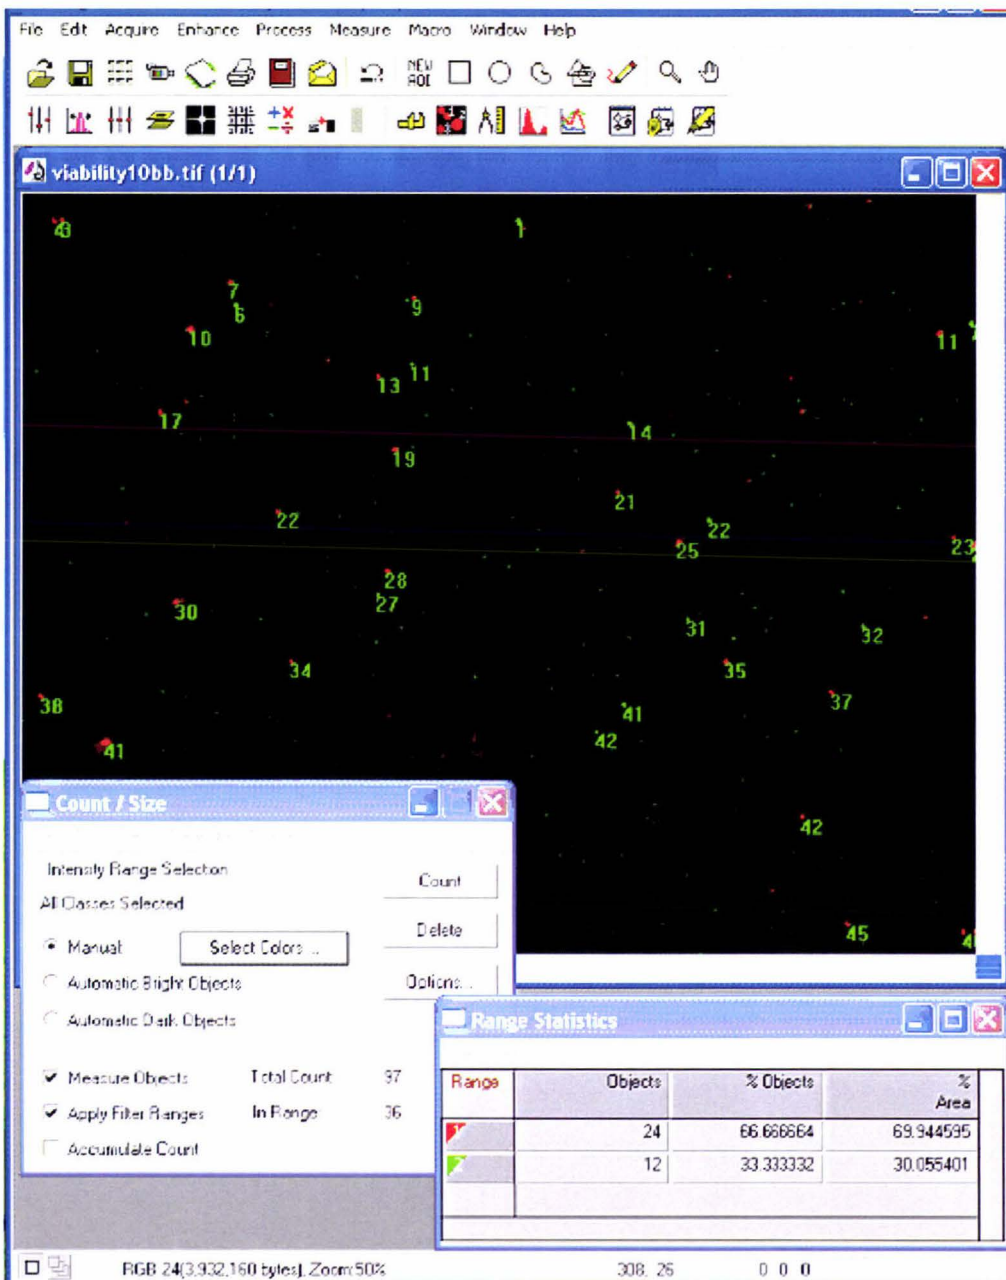 File Edit Acquire Enhance Process Measure Macro Window Help
NEW
AOI
viability10bb.tif (1/1)
1
7
6
9
10
11
11
13
17
14
19
21
22
22
25
23
28
27
30
31
32
34
35
38
37
41
41
42
42
45
Count / Size
Intensity Range Selection
All Classes Selected
Count
Delete
Manual
Select Colors ...
Automatic Bright Objects
Options...
Automatic Dark Objects
Measure Objects Total Count 97
Apply Filter Ranges In Range 36
Accumulate Count
Range Statistics
Range Objects % Objects % Area
1 24 66.666664 69.944595
2 12 33.333332 30.055401
RGB 24(3,932,160 bytes), Zoom:50% 308, 26 0 0 0